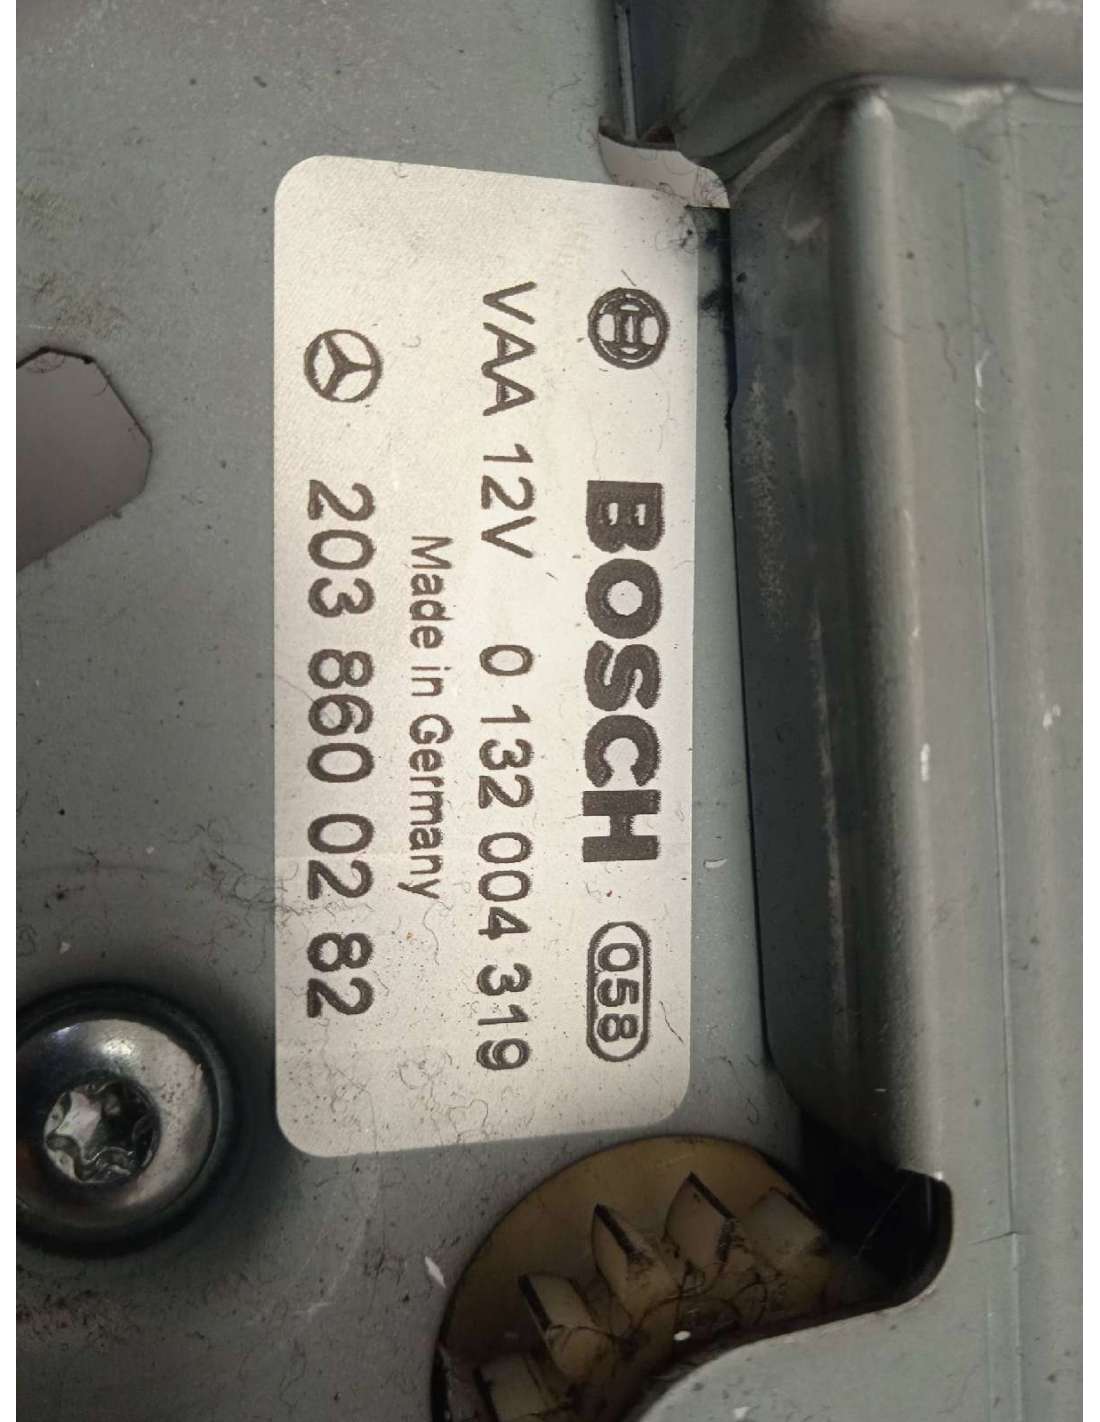 BOSCH 058
VAA 12V 0 132 004 319
Made in Germany
203 860 02 82